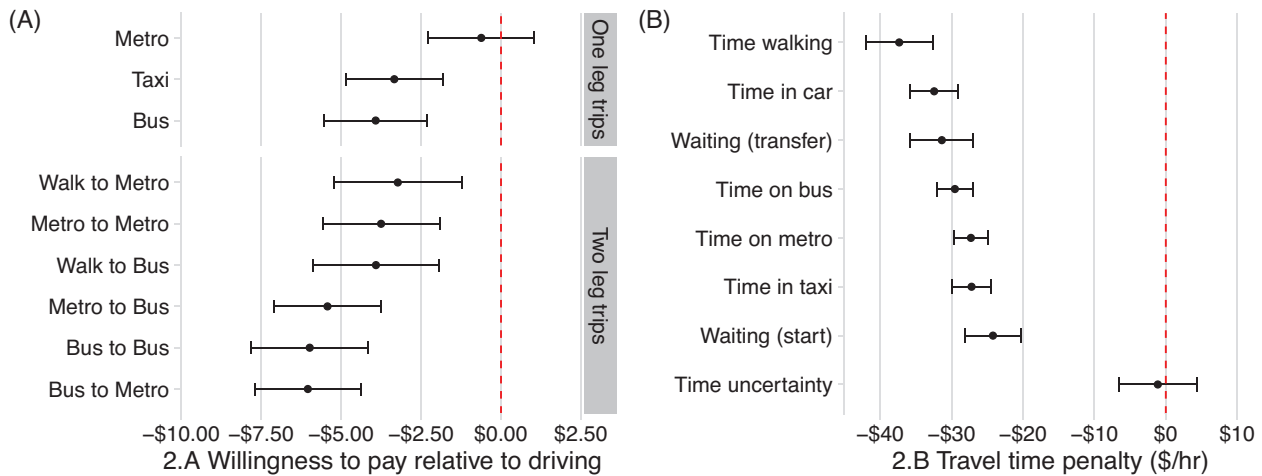 (A)
Metro
Taxi
Bus
One leg trips
Walk to Metro
Metro to Metro
Walk to Bus
Metro to Bus
Bus to Bus
Bus to Metro
Two leg trips
−$10.00 −$7.50 −$5.00 −$2.50 $0.00 $2.50
2.A Willingness to pay relative to driving
(B)
Time walking
Time in car
Waiting (transfer)
Time on bus
Time on metro
Time in taxi
Waiting (start)
Time uncertainty
−$40 −$30 −$20 −$10 $0 $10
2.B Travel time penalty ($/hr)